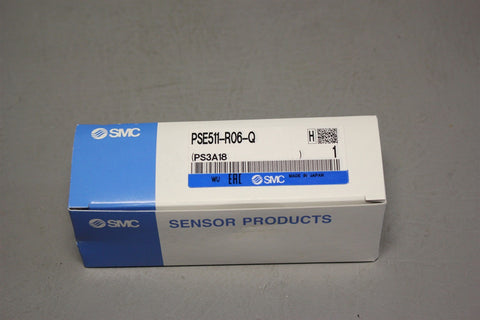 SMC
PSE511-R06-Q
H
(PS3A18 )
1
WU EAC SMC MADE IN JAPAN
SMC
SENSOR PRODUCTS